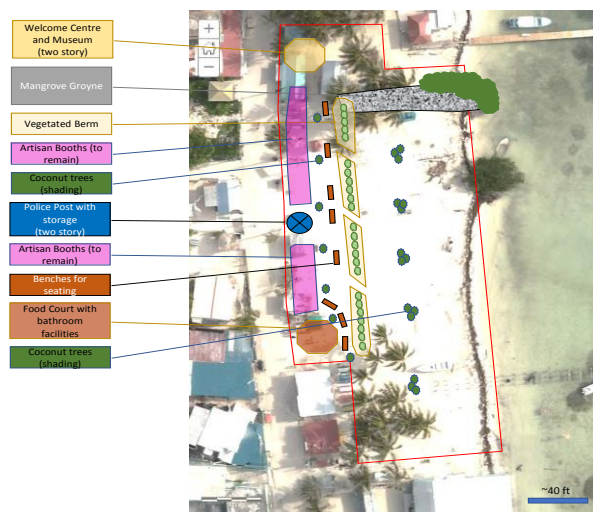 Welcome Centre
and Museum
(two story)
Mangrove Groyne
Vegetated Berm
Artisan Booths (to
remain)
Coconut trees
(shading)
Police Post with
storage
(two story)
Artisan Booths (to
remain)
Benches for
seating
Food Court with
bathroom
facilities
Coconut trees
(shading)
~40 ft